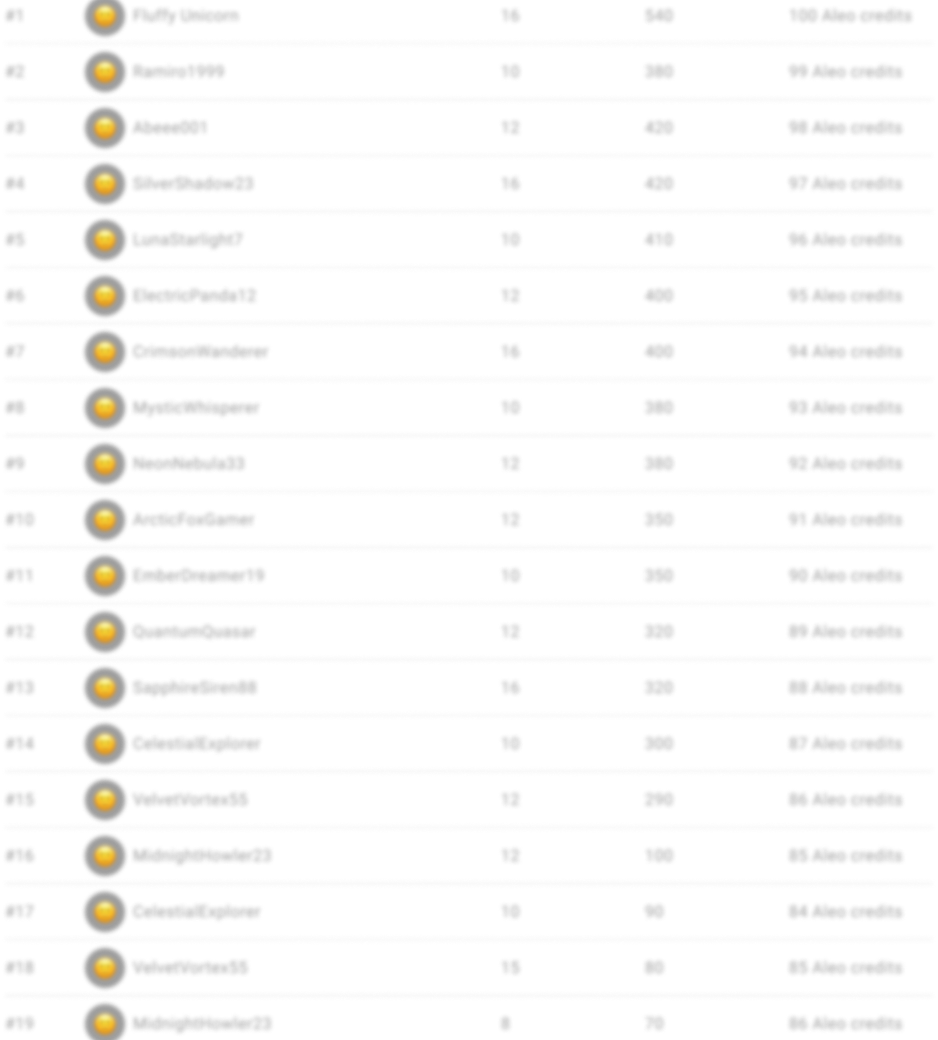 #1 Fluffy Unicorn 16 540 100 Aleo credits
#2 Ramiro1999 10 380 99 Aleo credits
#3 Abeee001 12 420 98 Aleo credits
#4 SilverShadow23 16 420 97 Aleo credits
#5 LunaStarlight7 10 410 96 Aleo credits
#6 ElectricPanda12 12 400 95 Aleo credits
#7 CrimsonWanderer 16 400 94 Aleo credits
#8 MysticWhisperer 10 380 93 Aleo credits
#9 NeonNebula33 12 380 92 Aleo credits
#10 ArcticFoxGamer 12 350 91 Aleo credits
#11 EmberDreamer19 10 350 90 Aleo credits
#12 QuantumQuasar 12 320 89 Aleo credits
#13 SapphireSiren88 16 320 88 Aleo credits
#14 CelestialExplorer 10 300 87 Aleo credits
#15 VelvetVortex55 12 290 86 Aleo credits
#16 MidnightHowler23 12 100 85 Aleo credits
#17 CelestialExplorer 10 90 84 Aleo credits
#18 VelvetVortex55 15 80 85 Aleo credits
#19 MidnightHowler23 8 70 86 Aleo credits